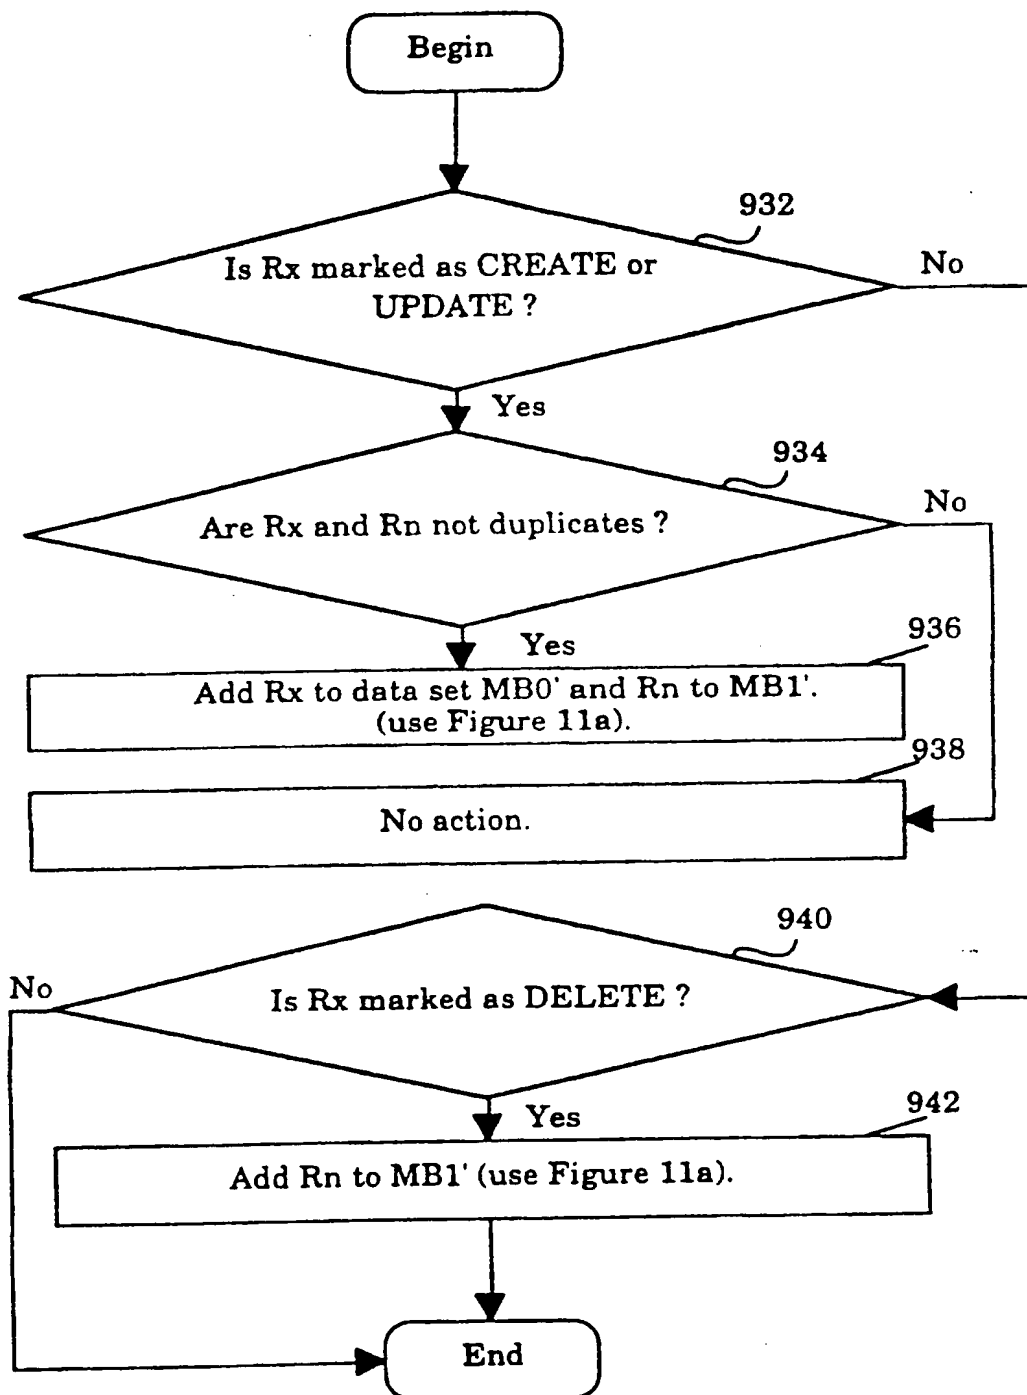 Begin
932
Is Rx marked as CREATE or
UPDATE ?
No
Yes
934
Are Rx and Rn not duplicates ?
No
Yes
936
Add Rx to data set MB0' and Rn to MB1'.
(use Figure 11a).
938
No action.
940
No
Is Rx marked as DELETE ?
Yes
942
Add Rn to MB1' (use Figure 11a).
End